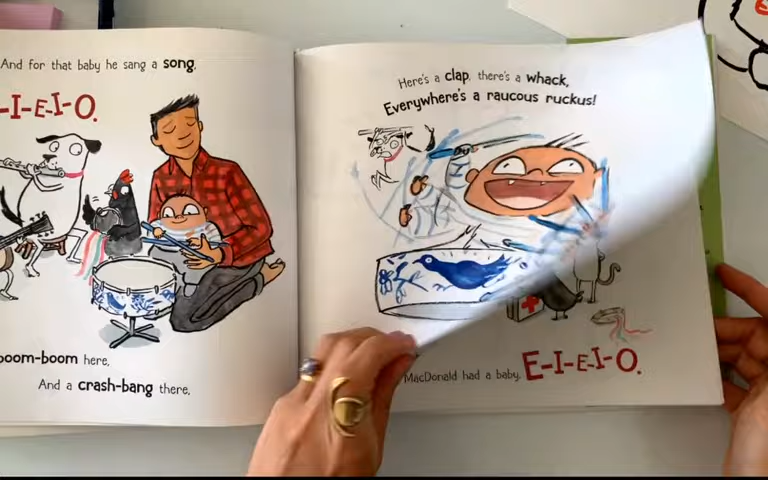 And for that baby he sang a song,
-I-E-I-O.
boom-boom here,
And a crash-bang there,
Here's a clap, there's a whack,
Everywhere's a raucous ruckus!
MacDonald had a baby, E-I-E-I-O.